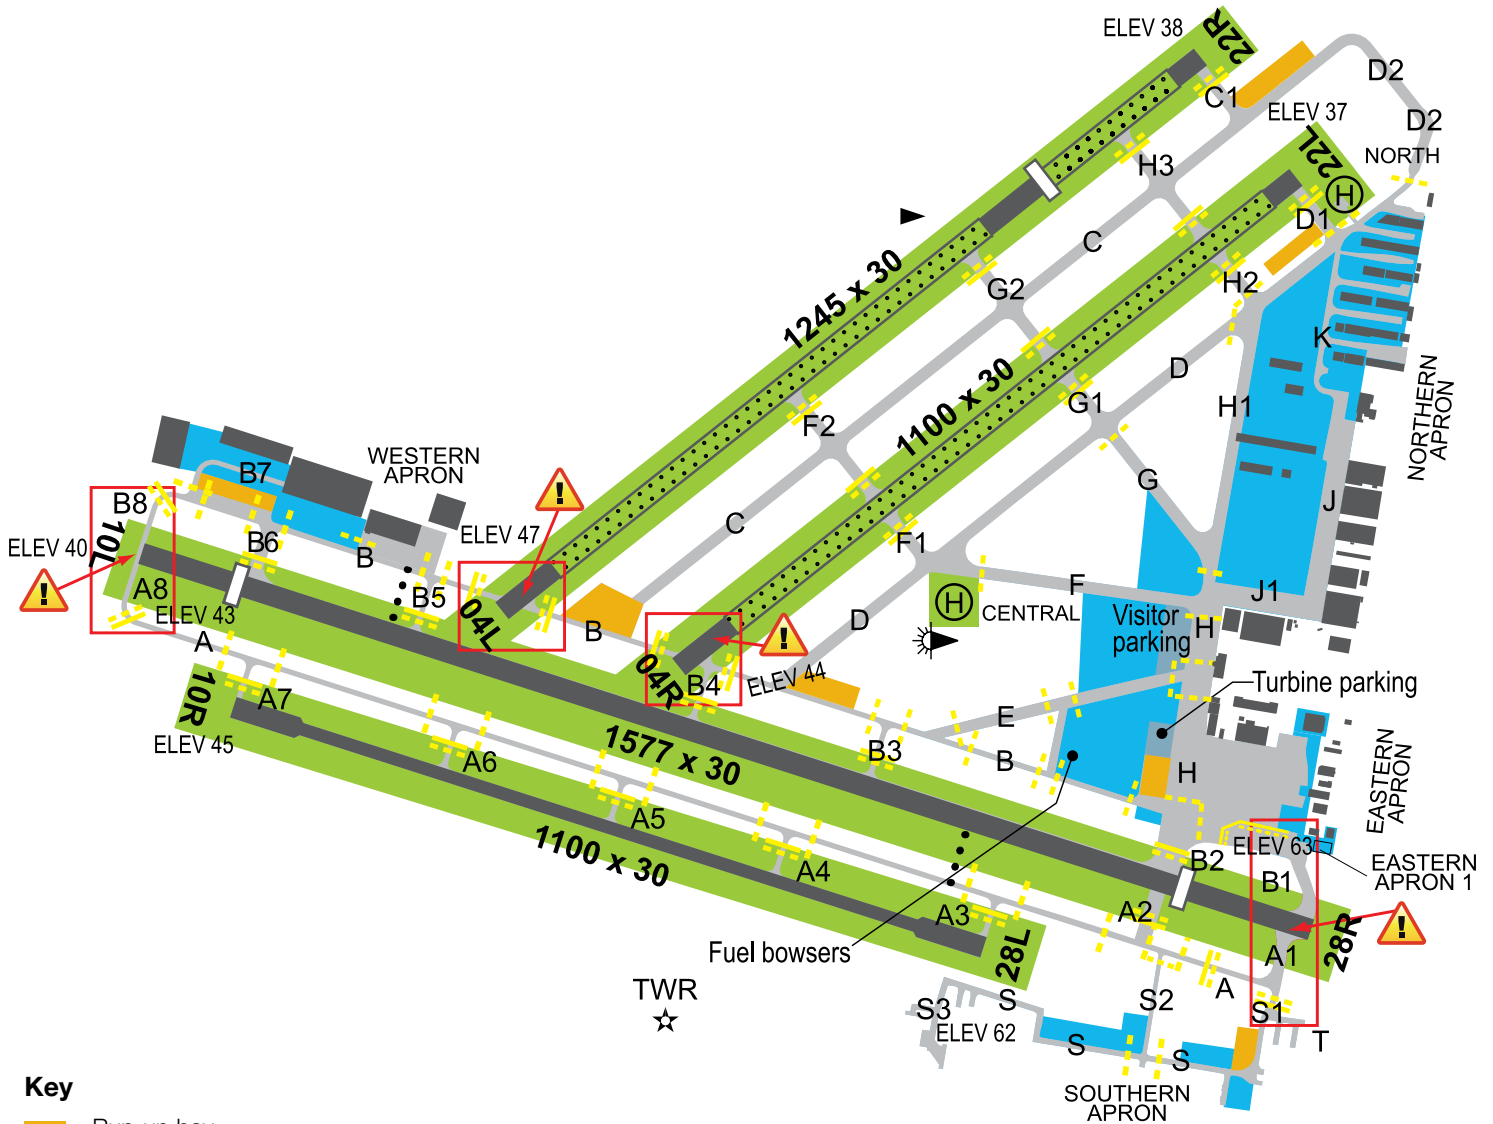 ELEV 38
22R
D2
C1
ELEV 37
D2
22L
NORTH
H3
H
D1
C
H2
G2
1245 x 30
K
D
1100 x 30
G1
H1
NORTHERN
APRON
F2
WESTERN
APRON
B7
G
J
B8
C
ELEV 47
10L
ELEV 40
B6
B
F1
A8
B5
F
J1
ELEV 43
04L
H
CENTRAL
Visitor
parking
H
A
B
D
04R
B4
ELEV 44
Turbine parking
10R
A7
E
ELEV 45
1577 x 30
B3
B
H
A6
EASTERN
APRON
A5
1100 x 30
A4
B2
ELEV 63
EASTERN
APRON 1
B1
A3
A2
28R
Fuel bowsers
28L
A1
TWR
S
S3
S2
A
S1
ELEV 62
S
T
S
SOUTHERN
APRON
Key